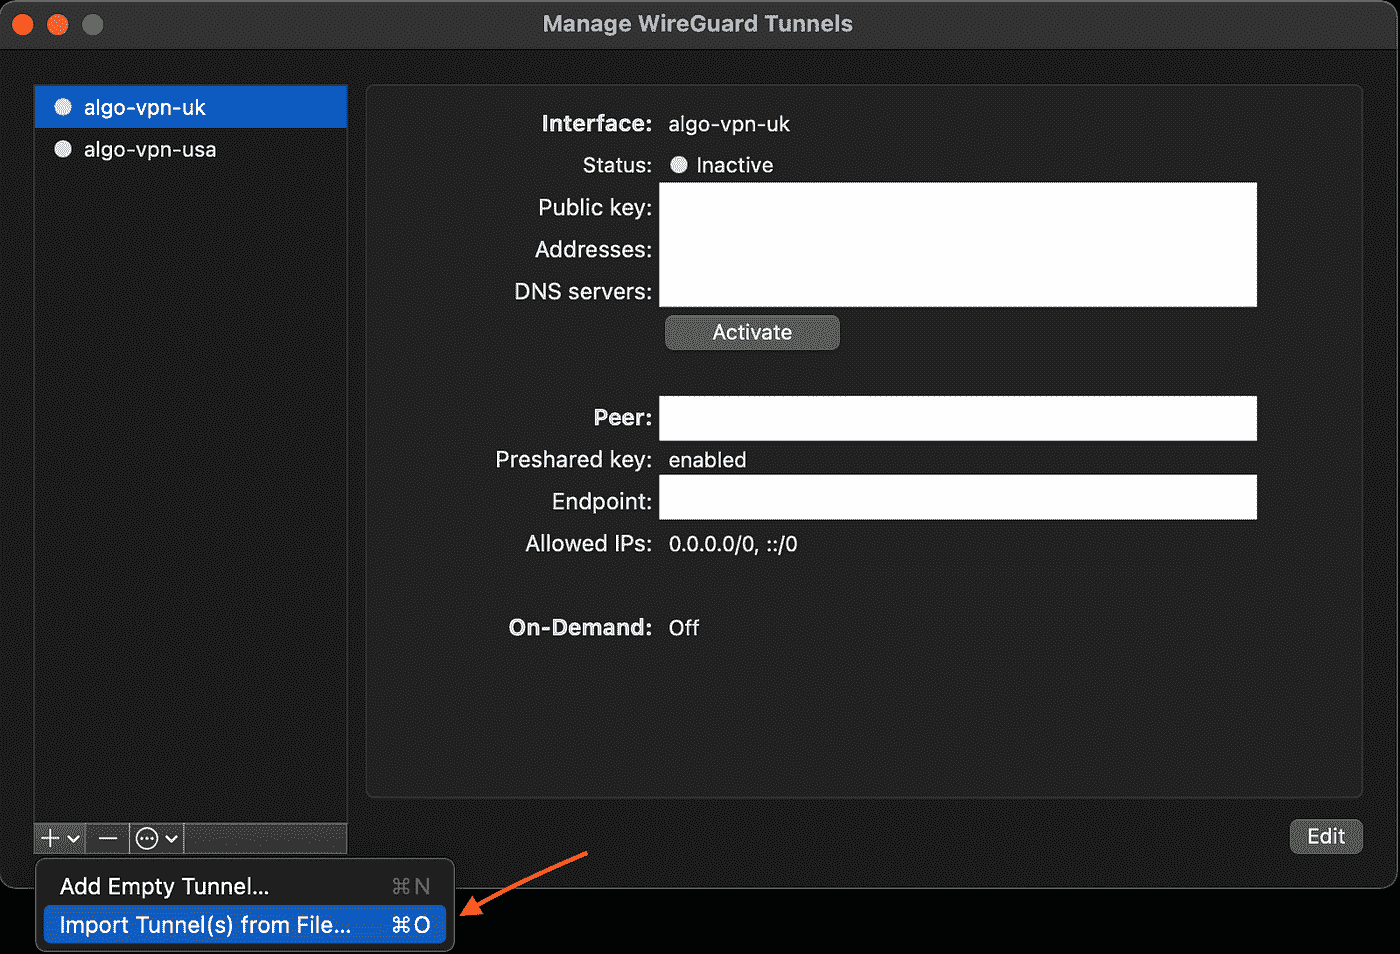 Manage WireGuard Tunnels
algo-vpn-uk
algo-vpn-usa
Interface: algo-vpn-uk
Status: Inactive
Public key:
Addresses:
DNS servers:
Activate
Peer:
Preshared key: enabled
Endpoint:
Allowed IPs: 0.0.0.0/0, ::/0
On-Demand: Off
Edit
Add Empty Tunnel... ⌘N
Import Tunnel(s) from File... ⌘O